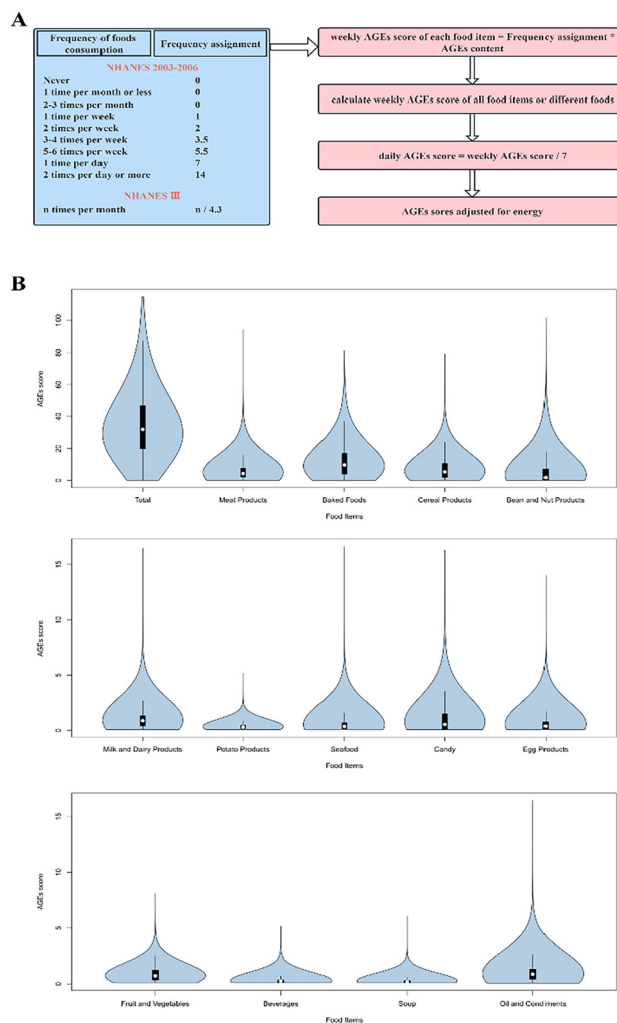 A
Frequency of foods consumption
Frequency assignment
NHANES 2003-2006
Never 0
1 time per month or less 0
2-3 times per month 0
1 time per week 1
2 times per week 2
3-4 times per week 3.5
5-6 times per week 5.5
1 time per day 7
2 times per day or more 14
NHANES III
n times per month n / 4.3
weekly AGEs score of each food item = Frequency assignment *
AGEs content
calculate weekly AGEs score of all food items or different foods
daily AGEs score = weekly AGEs score / 7
AGEs sores adjusted for energy
B
AGEs score
100
80
60
40
20
0
Total Meat Products Baked Foods Cereal Products Bean and Nut Products
Food Items
AGEs score
15
10
5
0
Milk and Dairy Products Potato Products Seafood Candy Egg Products
Food Items
AGEs score
15
10
5
0
Fruit and Vegetables Beverages Soup Oil and Condiments
Food Items